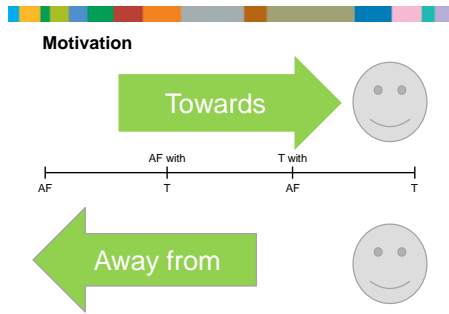 Motivation
Towards
AF with T with
AF T AF T
Away from